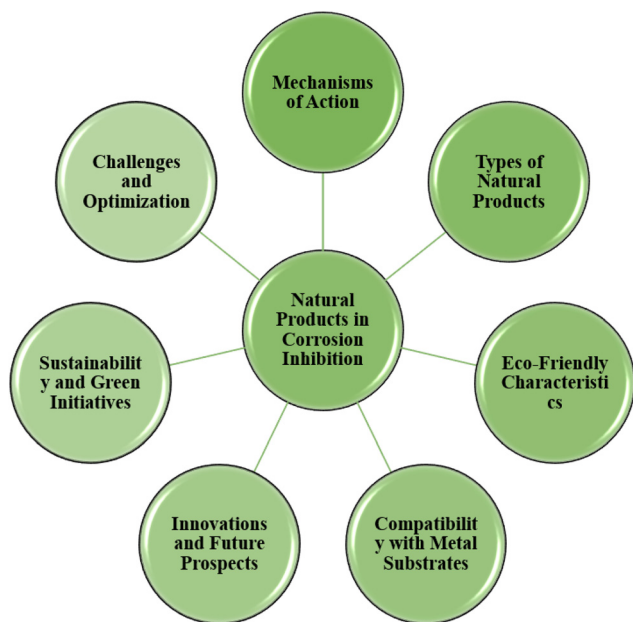 Mechanisms
of Action
Types of
Natural
Products
Eco-Friendly
Characteristi
cs
Compatibilit
y with Metal
Substrates
Innovations
and Future
Prospects
Sustainabilit
y and Green
Initiatives
Challenges
and
Optimization
Natural
Products in
Corrosion
Inhibition